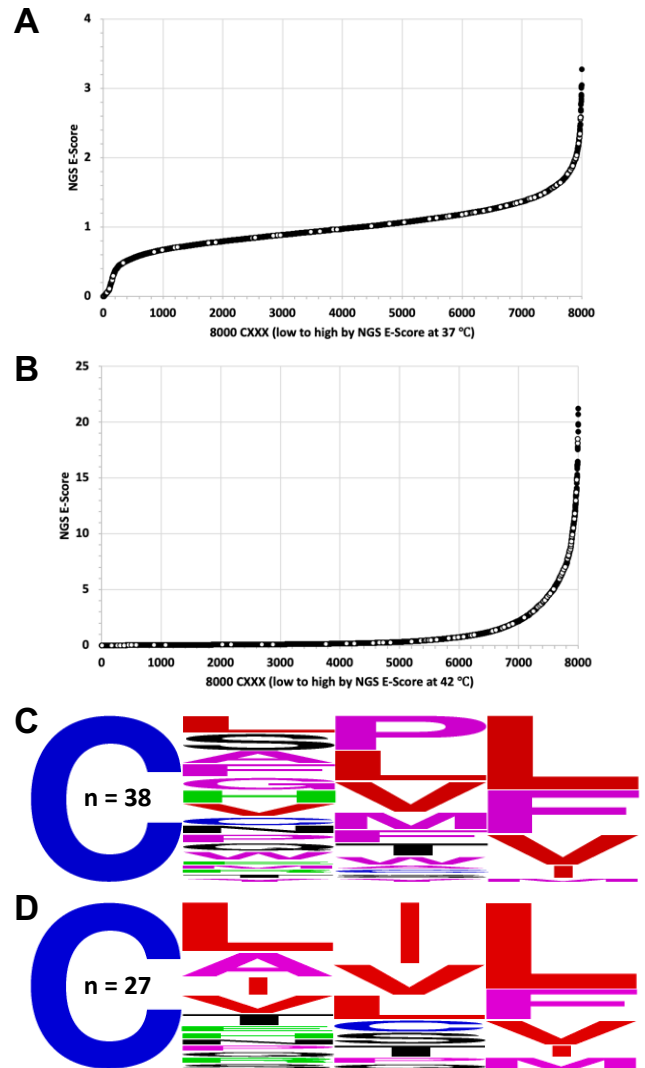 A
4
3
2
1
0
NGS E-Score
0 1000 2000 3000 4000 5000 6000 7000 8000
8000 CXXX (low to high by NGS E-Score at 37 °C)
B
25
20
15
10
5
0
NGS E-Score
0 1000 2000 3000 4000 5000 6000 7000 8000
8000 CXXX (low to high by NGS E-Score at 42 °C)
C
C L P L
n = 38
S L F
A V V
F M I
G F M
H T
V W
C C
N
P
Q
W
D
C L I L
n = 27
A V F
I L V
V C I
T S M
T